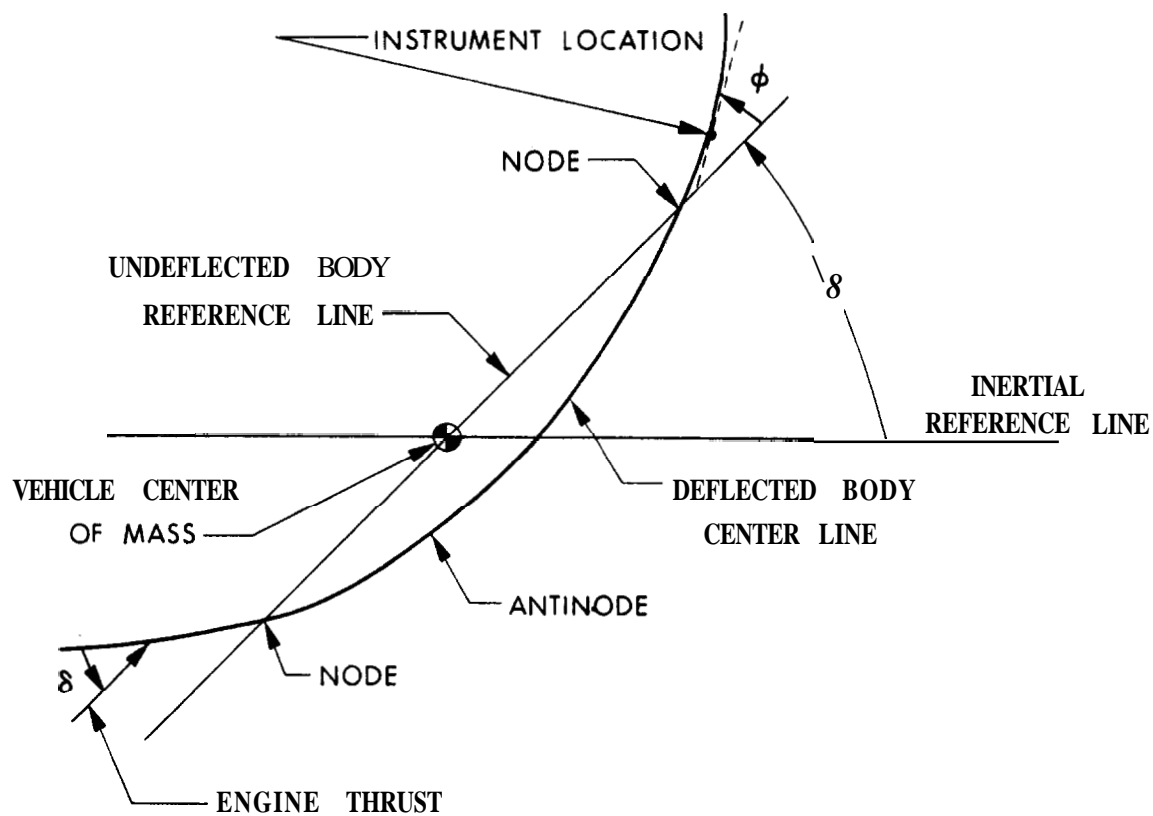 INSTRUMENT LOCATION
ϕ
NODE
UNDEFLECTED BODY
REFERENCE LINE
8
INERTIAL
REFERENCE LINE
VEHICLE CENTER
OF MASS
DEFLECTED BODY
CENTER LINE
ANTINODE
NODE
δ
ENGINE THRUST